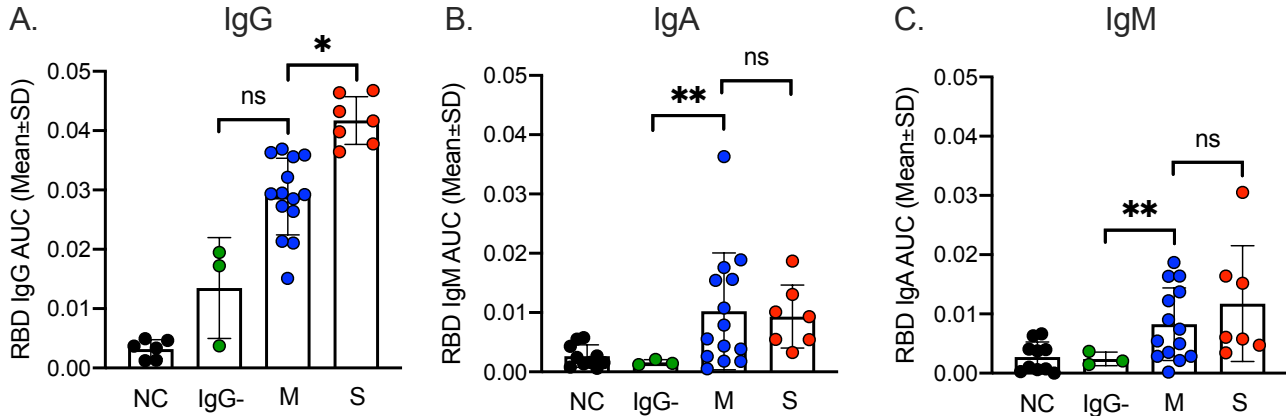 A.
IgG
RBD IgG AUC (Mean±SD)
0.05
0.04
0.03
0.02
0.01
0.00
ns
*
NC
IgG-
M
S
B.
IgA
RBD IgM AUC (Mean±SD)
0.05
0.04
0.03
0.02
0.01
0.00
**
ns
NC
IgG-
M
S
C.
IgM
RBD IgA AUC (Mean±SD)
0.05
0.04
0.03
0.02
0.01
0.00
**
ns
NC
IgG-
M
S